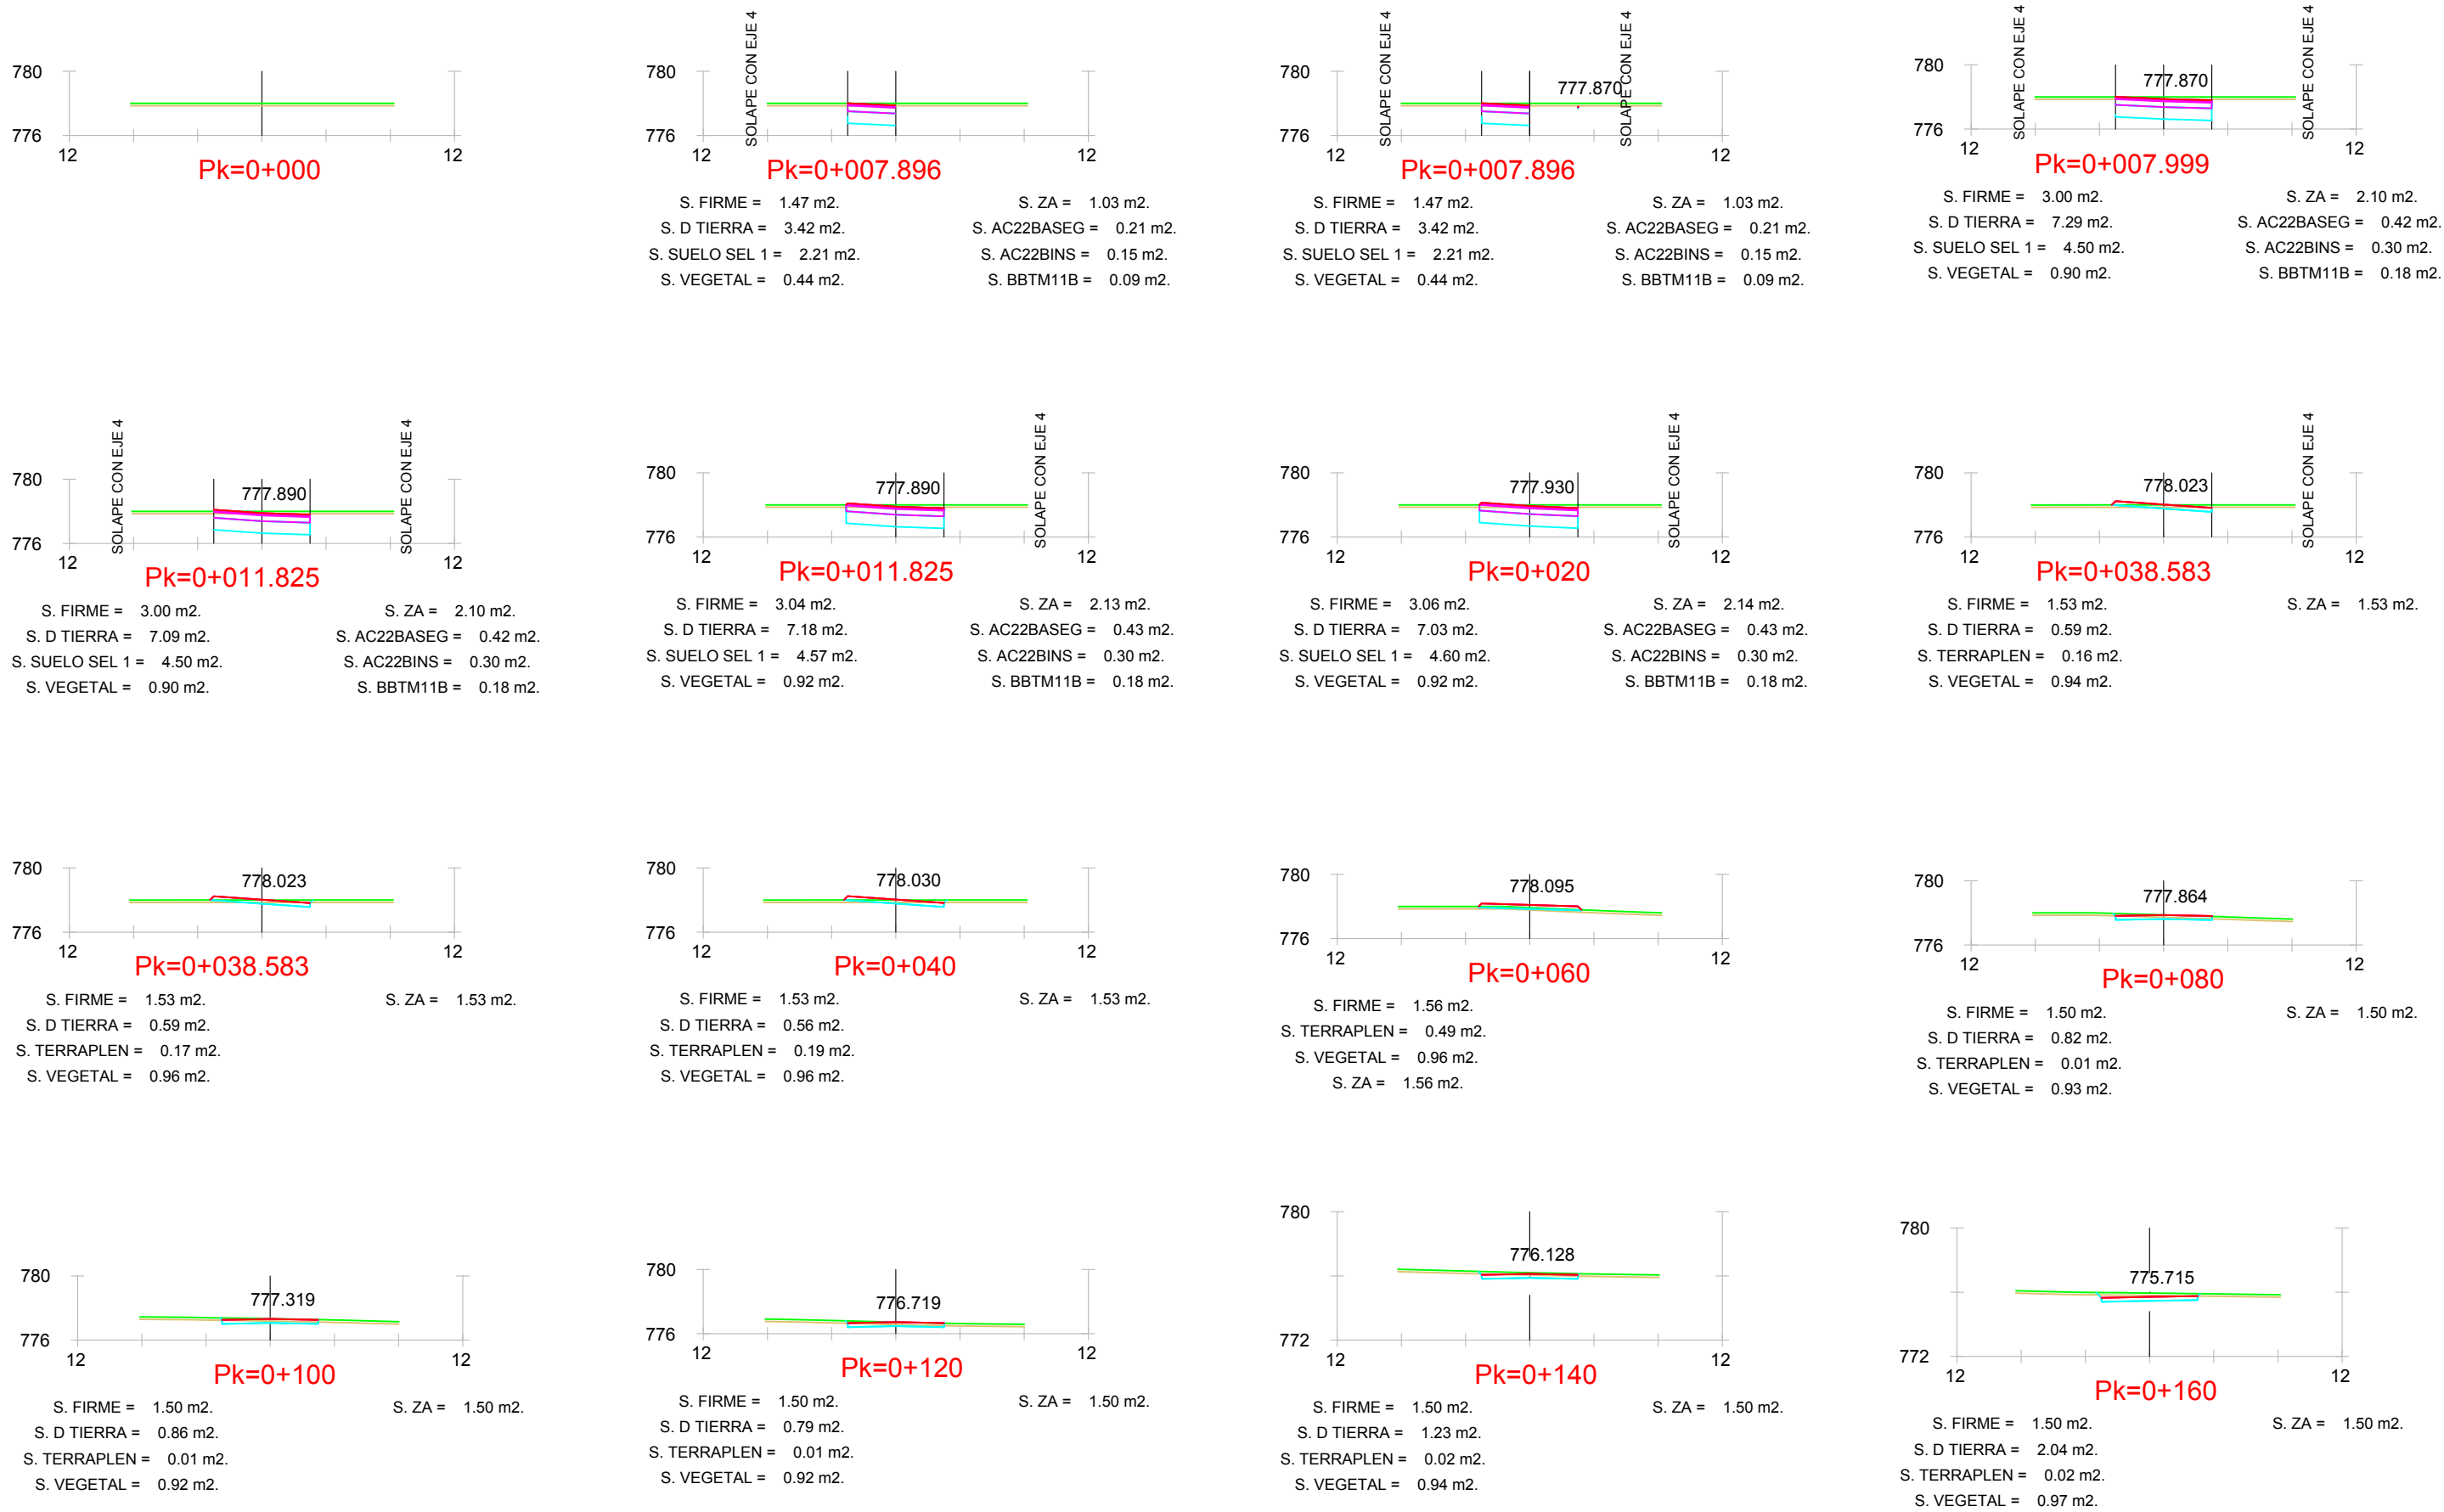 780
776
12
12
Pk=0+000
SOLAPE CON EJE 4
780
776
12
12
Pk=0+007.896
S. FIRME = 1.47 m2.
S. ZA = 1.03 m2.
S. D TIERRA = 3.42 m2.
S. AC22BASEG = 0.21 m2.
S. SUELO SEL 1 = 2.21 m2.
S. AC22BINS = 0.15 m2.
S. VEGETAL = 0.44 m2.
S. BBTM11B = 0.09 m2.
SOLAPE CON EJE 4
SOLAPE CON EJE 4
780
777.870
776
12
12
Pk=0+007.896
S. FIRME = 1.47 m2.
S. ZA = 1.03 m2.
S. D TIERRA = 3.42 m2.
S. AC22BASEG = 0.21 m2.
S. SUELO SEL 1 = 2.21 m2.
S. AC22BINS = 0.15 m2.
S. VEGETAL = 0.44 m2.
S. BBTM11B = 0.09 m2.
SOLAPE CON EJE 4
SOLAPE CON EJE 4
780
777.870
776
12
12
Pk=0+007.999
S. FIRME = 3.00 m2.
S. ZA = 2.10 m2.
S. D TIERRA = 7.29 m2.
S. AC22BASEG = 0.42 m2.
S. SUELO SEL 1 = 4.50 m2.
S. AC22BINS = 0.30 m2.
S. VEGETAL = 0.90 m2.
S. BBTM11B = 0.18 m2.
SOLAPE CON EJE 4
SOLAPE CON EJE 4
780
777.890
776
12
12
Pk=0+011.825
S. FIRME = 3.00 m2.
S. ZA = 2.10 m2.
S. D TIERRA = 7.09 m2.
S. AC22BASEG = 0.42 m2.
S. SUELO SEL 1 = 4.50 m2.
S. AC22BINS = 0.30 m2.
S. VEGETAL = 0.90 m2.
S. BBTM11B = 0.18 m2.
SOLAPE CON EJE 4
780
777.890
776
12
12
Pk=0+011.825
S. FIRME = 3.04 m2.
S. ZA = 2.13 m2.
S. D TIERRA = 7.18 m2.
S. AC22BASEG = 0.43 m2.
S. SUELO SEL 1 = 4.57 m2.
S. AC22BINS = 0.30 m2.
S. VEGETAL = 0.92 m2.
S. BBTM11B = 0.18 m2.
SOLAPE CON EJE 4
780
777.930
776
12
12
Pk=0+020
S. FIRME = 3.06 m2.
S. ZA = 2.14 m2.
S. D TIERRA = 7.03 m2.
S. AC22BASEG = 0.43 m2.
S. SUELO SEL 1 = 4.60 m2.
S. AC22BINS = 0.30 m2.
S. VEGETAL = 0.92 m2.
S. BBTM11B = 0.18 m2.
SOLAPE CON EJE 4
780
778.023
776
12
12
Pk=0+038.583
S. FIRME = 1.53 m2.
S. ZA = 1.53 m2.
S. D TIERRA = 0.59 m2.
S. TERRAPLEN = 0.16 m2.
S. VEGETAL = 0.94 m2.
780
778.023
776
12
12
Pk=0+038.583
S. FIRME = 1.53 m2.
S. ZA = 1.53 m2.
S. D TIERRA = 0.59 m2.
S. TERRAPLEN = 0.17 m2.
S. VEGETAL = 0.96 m2.
780
778.030
776
12
12
Pk=0+040
S. FIRME = 1.53 m2.
S. ZA = 1.53 m2.
S. D TIERRA = 0.56 m2.
S. TERRAPLEN = 0.19 m2.
S. VEGETAL = 0.96 m2.
780
778.095
776
12
12
Pk=0+060
S. FIRME = 1.56 m2.
S. TERRAPLEN = 0.49 m2.
S. VEGETAL = 0.96 m2.
S. ZA = 1.56 m2.
780
777.864
776
12
12
Pk=0+080
S. FIRME = 1.50 m2.
S. ZA = 1.50 m2.
S. D TIERRA = 0.82 m2.
S. TERRAPLEN = 0.01 m2.
S. VEGETAL = 0.93 m2.
780
777.319
776
12
12
Pk=0+100
S. FIRME = 1.50 m2.
S. ZA = 1.50 m2.
S. D TIERRA = 0.86 m2.
S. TERRAPLEN = 0.01 m2.
S. VEGETAL = 0.92 m2.
780
776.719
776
12
12
Pk=0+120
S. FIRME = 1.50 m2.
S. ZA = 1.50 m2.
S. D TIERRA = 0.79 m2.
S. TERRAPLEN = 0.01 m2.
S. VEGETAL = 0.92 m2.
780
776.128
772
12
12
Pk=0+140
S. FIRME = 1.50 m2.
S. ZA = 1.50 m2.
S. D TIERRA = 1.23 m2.
S. TERRAPLEN = 0.02 m2.
S. VEGETAL = 0.94 m2.
780
775.715
772
12
12
Pk=0+160
S. FIRME = 1.50 m2.
S. ZA = 1.50 m2.
S. D TIERRA = 2.04 m2.
S. TERRAPLEN = 0.02 m2.
S. VEGETAL = 0.97 m2.